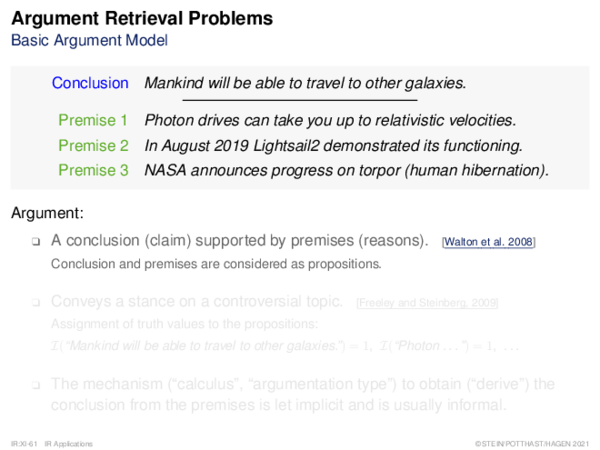 Argument Retrieval Problems
Basic Argument Model
Conclusion Mankind will be able to travel to other galaxies.
Premise 1 Photon drives can take you up to relativistic velocities.
Premise 2 In August 2019 Lightsail2 demonstrated its functioning.
Premise 3 NASA announces progress on torpor (human hibernation).
Argument:
❑ A conclusion (claim) supported by premises (reasons). [Walton et al. 2008]
Conclusion and premises are considered as propositions.
❑ Conveys a stance on a controversial topic. [Freeley and Steinberg, 2009]
Assignment of truth values to the propositions:
I(“Mankind will be able to travel to other galaxies.”) = 1, I(“Photon . . . ”) = 1, . . .
❑ The mechanism (“calculus”, “argumentation type”) to obtain (“derive”) the
conclusion from the premises is let implicit and is usually informal.
IR:XI-61 IR Applications ©STEIN/POTTHAST/HAGEN 2021